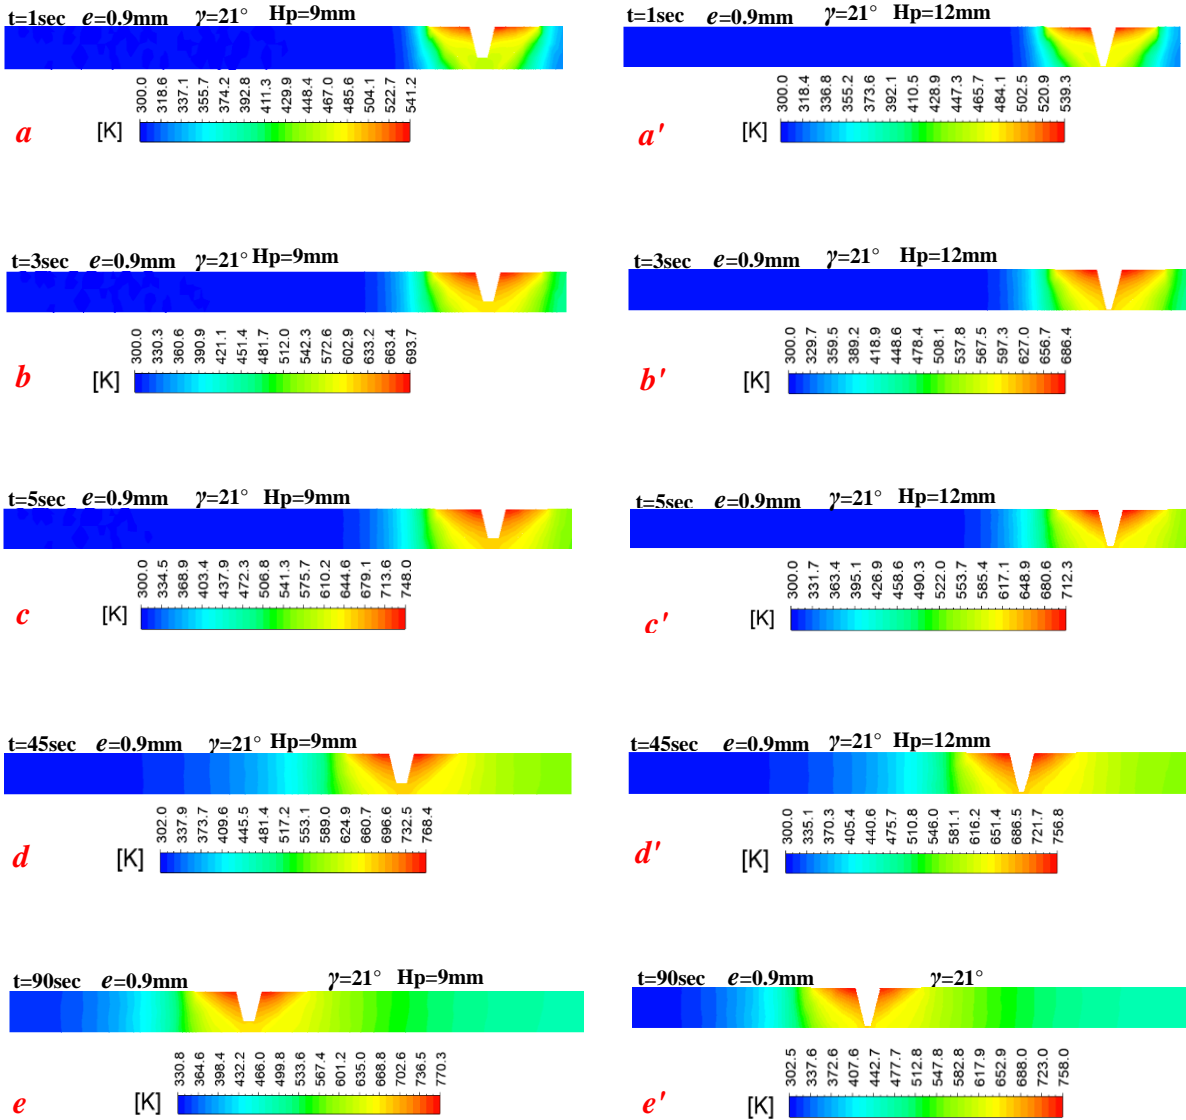 t=1sec e=0.9mm γ=21° Hp=9mm
300.0 318.6 337.1 355.7 374.2 392.8 411.3 429.9 448.4 467.0 485.6 504.1 522.7 541.2
a [K]
t=1sec e=0.9mm γ=21° Hp=12mm
300.0 318.4 336.8 355.2 373.6 392.1 410.5 428.9 447.3 465.7 484.1 502.5 520.9 539.3
a' [K]
t=3sec e=0.9mm γ=21° Hp=9mm
300.0 330.3 360.6 390.9 421.1 451.4 481.7 512.0 542.3 572.6 602.9 633.2 663.4 693.7
b [K]
t=3sec e=0.9mm γ=21° Hp=12mm
300.0 329.7 359.5 389.2 418.9 448.6 478.4 508.1 537.8 567.5 597.3 627.0 656.7 686.4
b' [K]
t=5sec e=0.9mm γ=21° Hp=9mm
300.0 334.5 368.9 403.4 437.9 472.3 506.8 541.3 575.7 610.2 644.6 679.1 713.6 748.0
c [K]
t=5sec e=0.9mm γ=21° Hp=12mm
300.0 331.7 363.4 395.1 426.9 458.6 490.3 522.0 553.7 585.4 617.1 648.9 680.6 712.3
c' [K]
t=45sec e=0.9mm γ=21° Hp=9mm
302.0 337.9 373.7 409.6 445.5 481.4 517.2 553.1 589.0 624.9 660.7 696.6 732.5 768.4
d [K]
t=45sec e=0.9mm γ=21° Hp=12mm
300.0 335.1 370.3 405.4 440.6 475.7 510.8 546.0 581.1 616.2 651.4 686.5 721.7 756.8
d' [K]
t=90sec e=0.9mm γ=21° Hp=9mm
330.8 364.6 398.4 432.2 466.0 499.8 533.6 567.4 601.2 635.0 668.8 702.6 736.5 770.3
e [K]
t=90sec e=0.9mm γ=21°
302.5 337.6 372.6 407.6 442.7 477.7 512.8 547.8 582.8 617.9 652.9 688.0 723.0 758.0
e' [K]